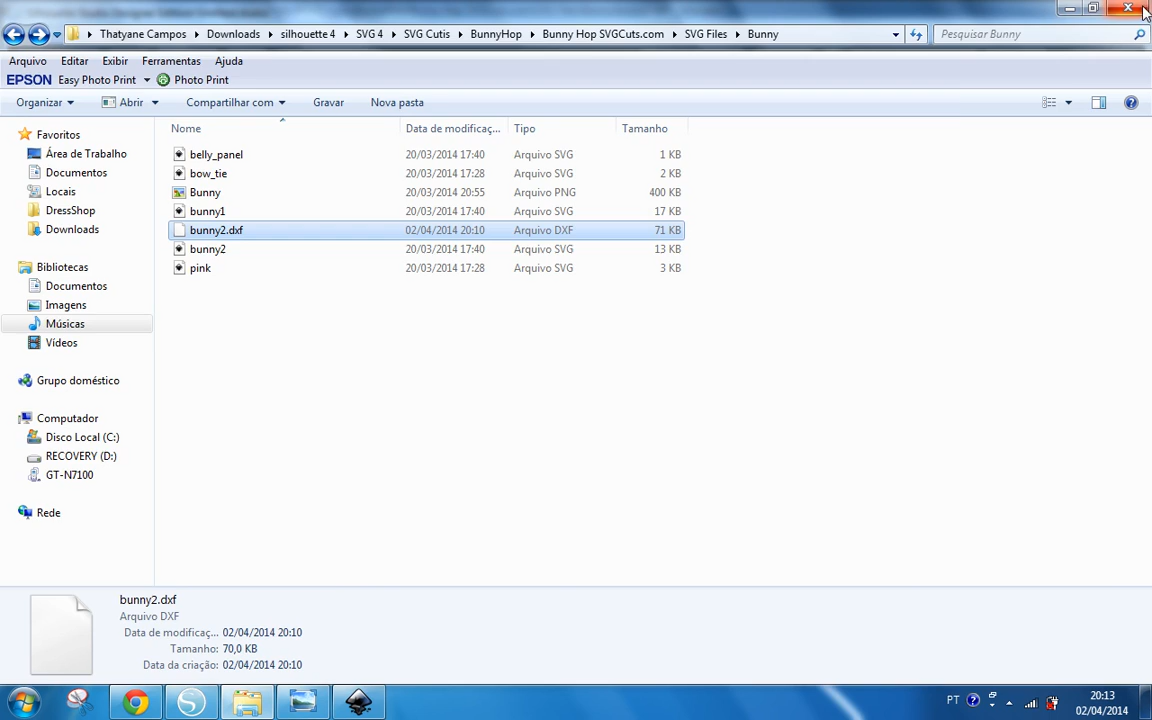 Thatyane Campos Downloads silhouette 4 SVG 4 SVG Cutis BunnyHop Bunny Hop SVGCuts.com SVG Files Bunny
Pesquisar Bunny
Arquivo Editar Exibir Ferramentas Ajuda
EPSON Easy Photo Print Photo Print
Organizar Abrir Compartilhar com Gravar Nova pasta
Nome Data de modificaç... Tipo Tamanho
belly_panel 20/03/2014 17:40 Arquivo SVG 1 KB
bow_tie 20/03/2014 17:28 Arquivo SVG 2 KB
Bunny 20/03/2014 20:55 Arquivo PNG 400 KB
bunny1 20/03/2014 17:40 Arquivo SVG 17 KB
bunny2.dxf 02/04/2014 20:10 Arquivo DXF 71 KB
bunny2 20/03/2014 17:40 Arquivo SVG 13 KB
pink 20/03/2014 17:28 Arquivo SVG 3 KB
Favoritos
Área de Trabalho
Documentos
Locais
DressShop
Downloads
Bibliotecas
Documentos
Imagens
Músicas
Vídeos
Grupo doméstico
Computador
Disco Local (C:)
RECOVERY (D:)
GT-N7100
Rede
bunny2.dxf
Arquivo DXF
Data de modificaç... 02/04/2014 20:10
Tamanho: 70,0 KB
Data da criação: 02/04/2014 20:10
PT
20:13
02/04/2014